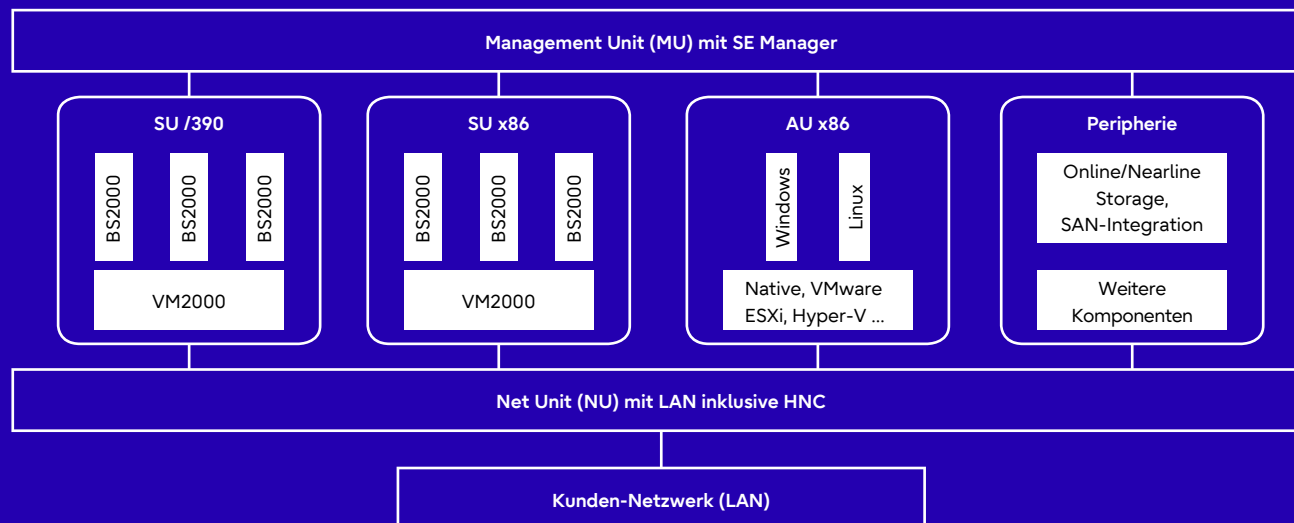 Management Unit (MU) mit SE Manager
SU /390
BS2000
BS2000
BS2000
VM2000
SU x86
BS2000
BS2000
BS2000
VM2000
AU x86
Windows
Linux
Native, VMware
ESXi, Hyper-V ...
Peripherie
Online/Nearline
Storage,
SAN-Integration
Weitere
Komponenten
Net Unit (NU) mit LAN inklusive HNC
Kunden-Netzwerk (LAN)